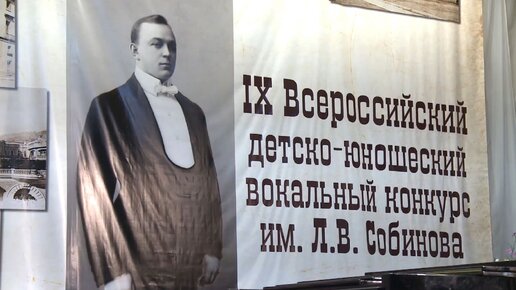 IX Всероссийский
детско-юношеский
вокальный конкурс
им. Л.В. Собинова